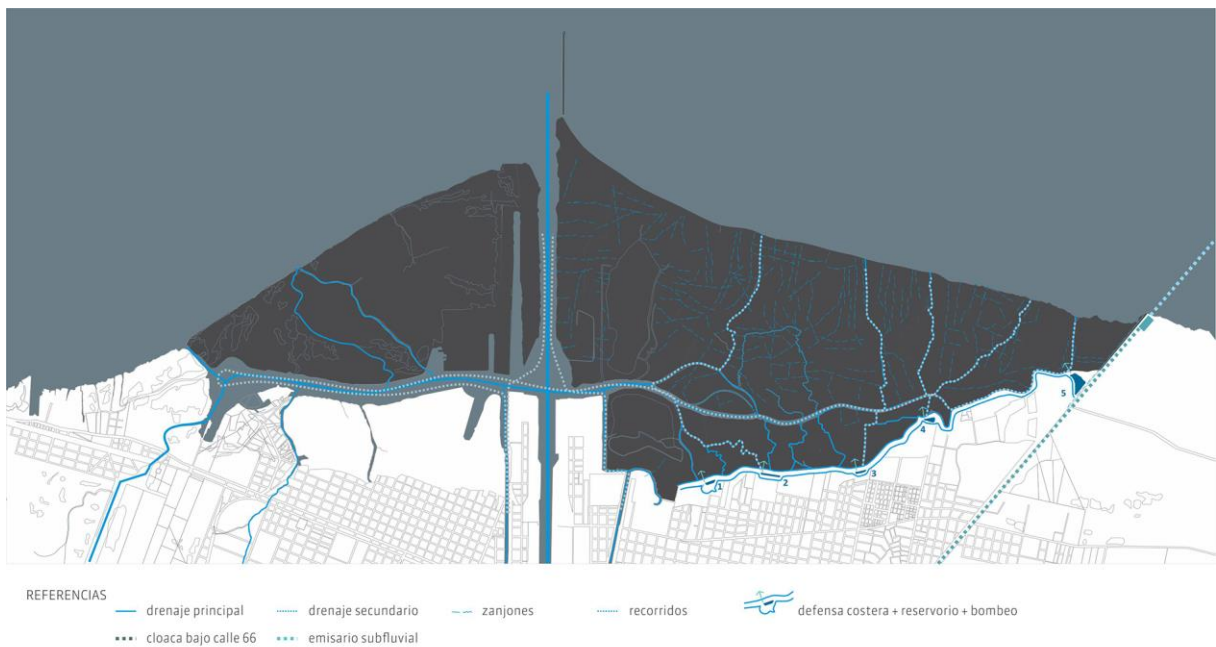 1
2
3
4
5
REFERENCIAS
drenaje principal
drenaje secundario
zanjones
recorridos
defensa costera + reservorio + bombeo
cloaca bajo calle 66
emisario subfluvial